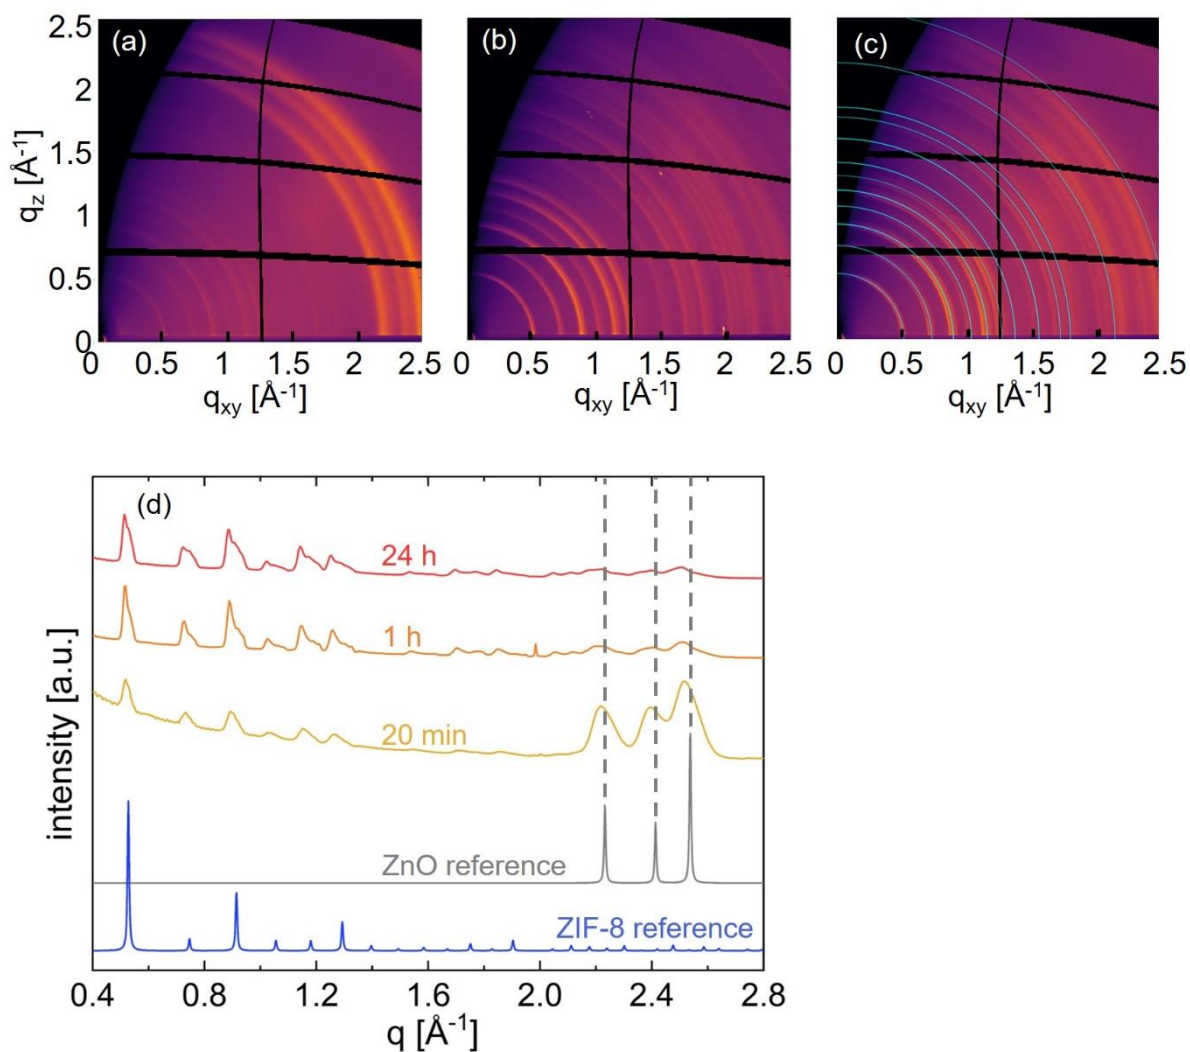 (a)
(b)
(c)
2.5
2
1.5
1
0.5
0
q_z [Å⁻¹]
0 0.5 1 1.5 2 2.5
0 0.5 1 1.5 2 2.5
0 0.5 1 1.5 2 2.5
q_xy [Å⁻¹]
q_xy [Å⁻¹]
q_xy [Å⁻¹]
(d)
24 h
1 h
20 min
ZnO reference
ZIF-8 reference
intensity [a.u.]
0.4 0.8 1.2 1.6 2.0 2.4 2.8
q [Å⁻¹]